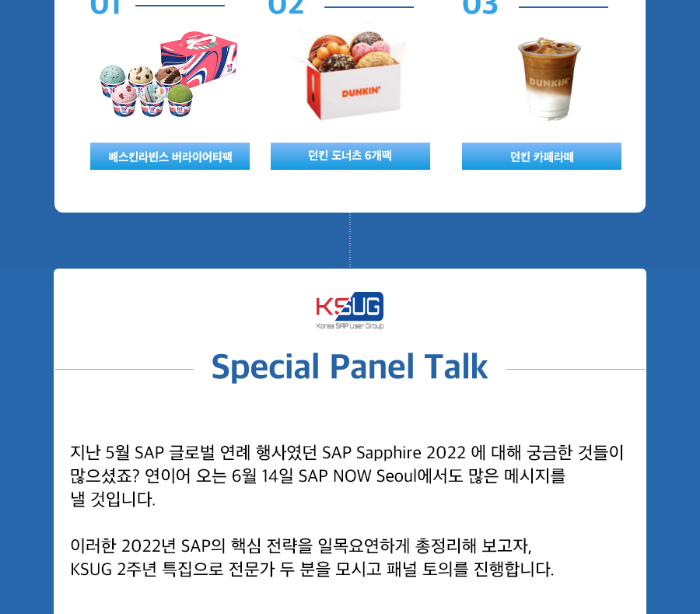 01
02
03
DUNKIN'
DUNKIN'
배스킨라빈스 버라이어티팩
던킨 도너츠 6개팩
던킨 카페라떼
KSUG
Korea SAP User Group
Special Panel Talk
지난 5월 SAP 글로벌 연례 행사였던 SAP Sapphire 2022 에 대해 궁금한 것들이
많으셨죠? 연이어 오는 6월 14일 SAP NOW Seoul에서도 많은 메시지를
낼 것입니다.
이러한 2022년 SAP의 핵심 전략을 일목요연하게 총정리해 보고자,
KSUG 2주년 특집으로 전문가 두 분을 모시고 패널 토의를 진행합니다.